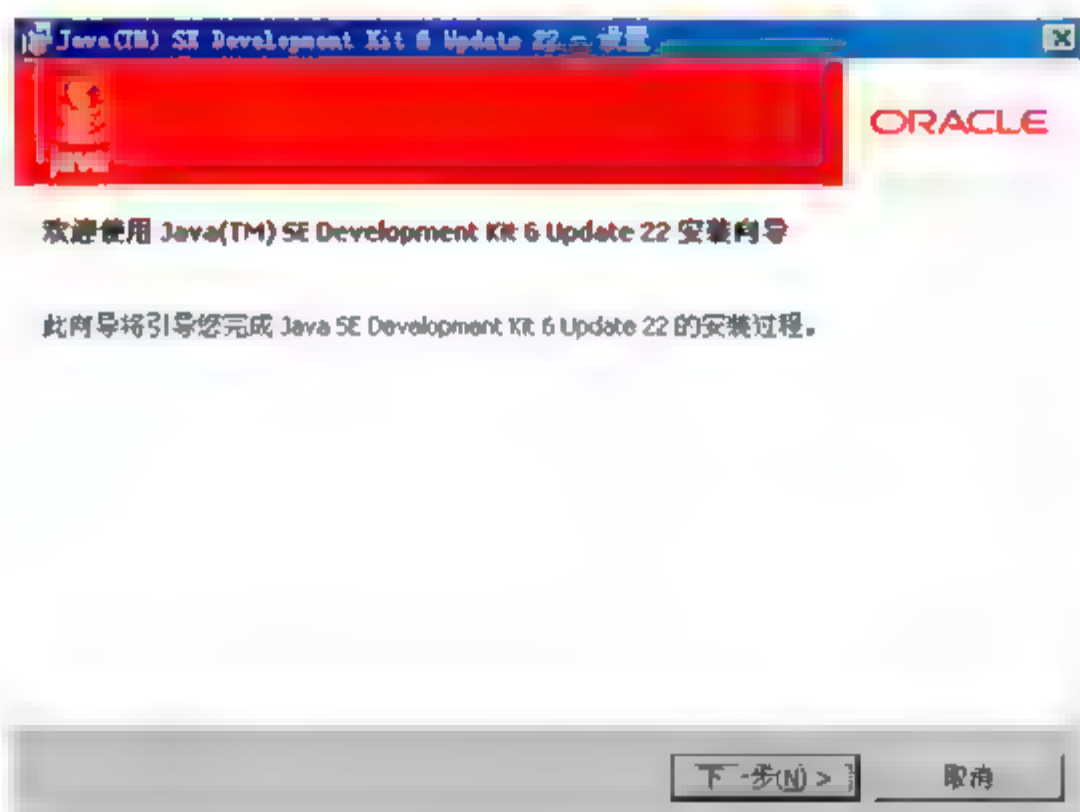 Java(TM) SE Development Kit 6 Update 22 - 设置
ORACLE
欢迎使用 Java(TM) SE Development Kit 6 Update 22 安装向导
此向导将引导您完成 Java SE Development Kit 6 Update 22 的安装过程。
下一步(N) >
取消